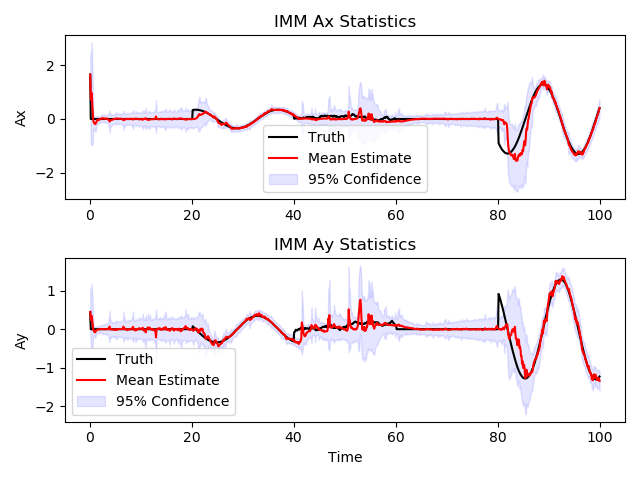 IMM Ax Statistics
Ax
2
0
−2
Truth
Mean Estimate
95% Confidence
0 20 40 60 80 100
IMM Ay Statistics
Ay
1
0
−1
−2
Truth
Mean Estimate
95% Confidence
0 20 40 60 80 100
Time